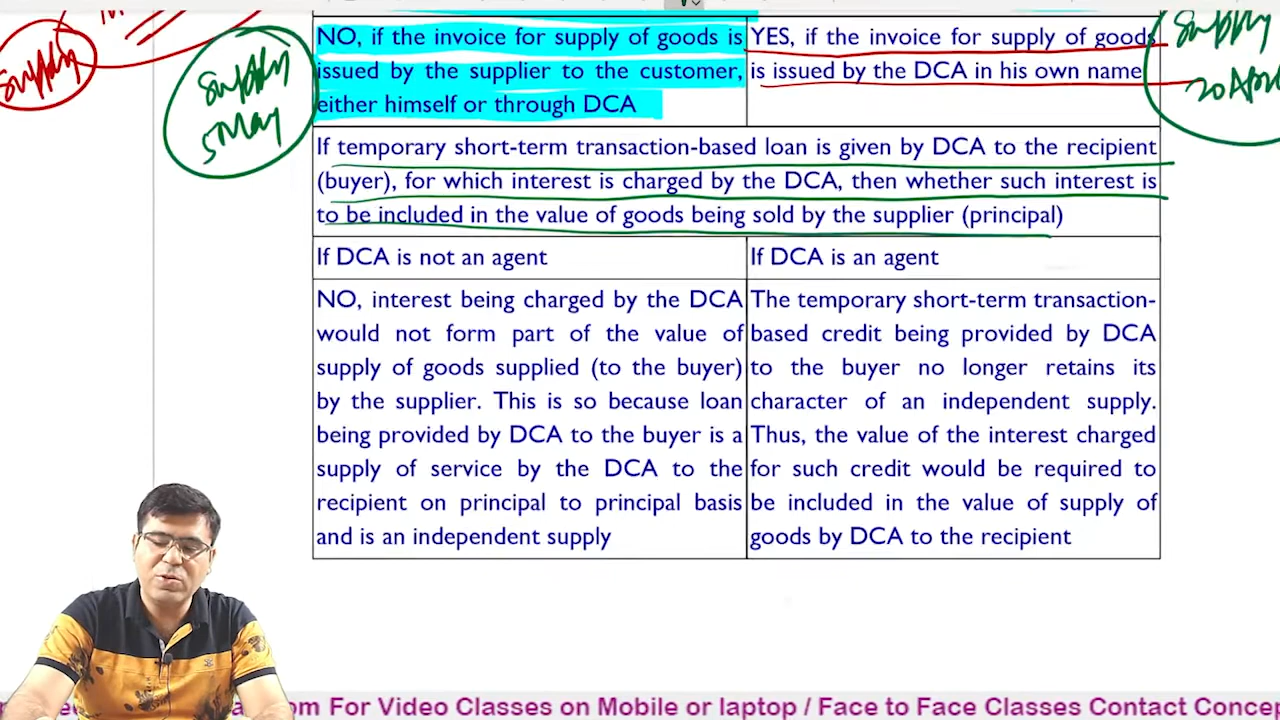 supply
supply
5 May
supply
20 Apr
NO, if the invoice for supply of goods is
issued by the supplier to the customer,
either himself or through DCA
YES, if the invoice for supply of goods
is issued by the DCA in his own name
If temporary short-term transaction-based loan is given by DCA to the recipient
(buyer), for which interest is charged by the DCA, then whether such interest is
to be included in the value of goods being sold by the supplier (principal)
If DCA is not an agent
If DCA is an agent
NO, interest being charged by the DCA
would not form part of the value of
supply of goods supplied (to the buyer)
by the supplier. This is so because loan
being provided by DCA to the buyer is a
supply of service by the DCA to the
recipient on principal to principal basis
and is an independent supply
The temporary short-term transaction-
based credit being provided by DCA
to the buyer no longer retains its
character of an independent supply.
Thus, the value of the interest charged
for such credit would be required to
be included in the value of supply of
goods by DCA to the recipient
om For Video Classes on Mobile or laptop / Face to Face Classes Contact Concep